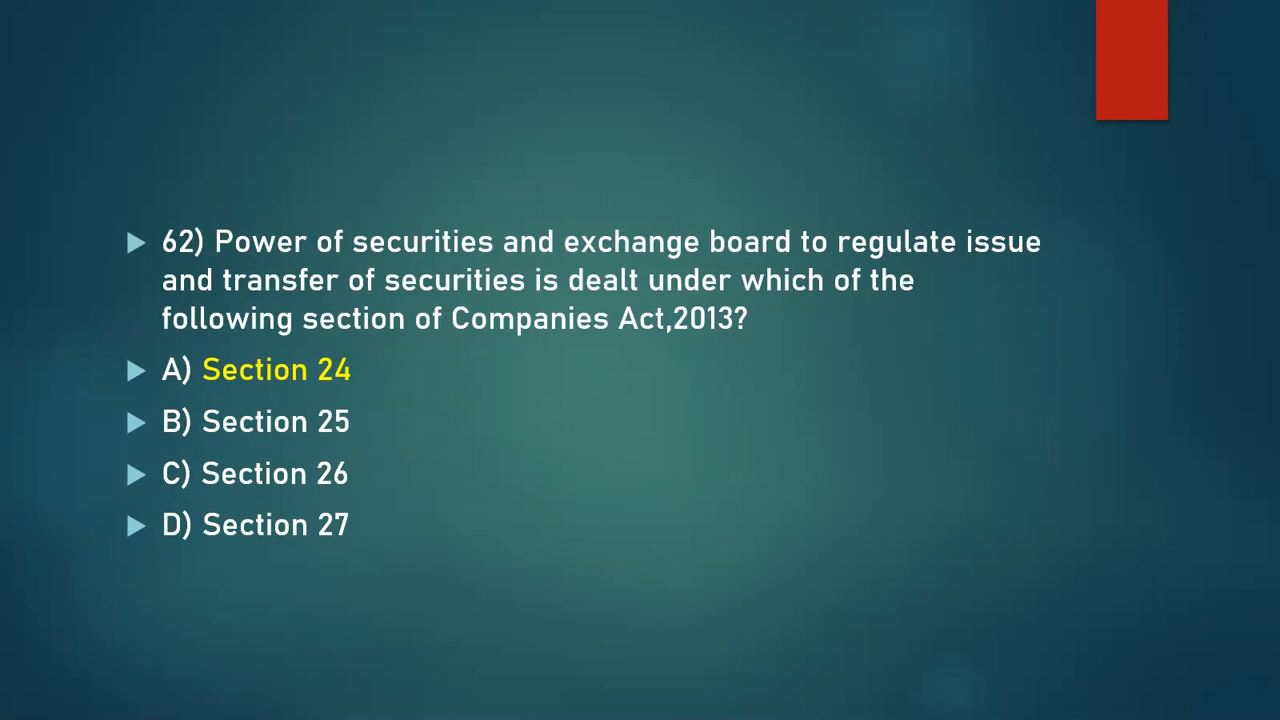 62) Power of securities and exchange board to regulate issue
and transfer of securities is dealt under which of the
following section of Companies Act,2013?
A) Section 24
B) Section 25
C) Section 26
D) Section 27